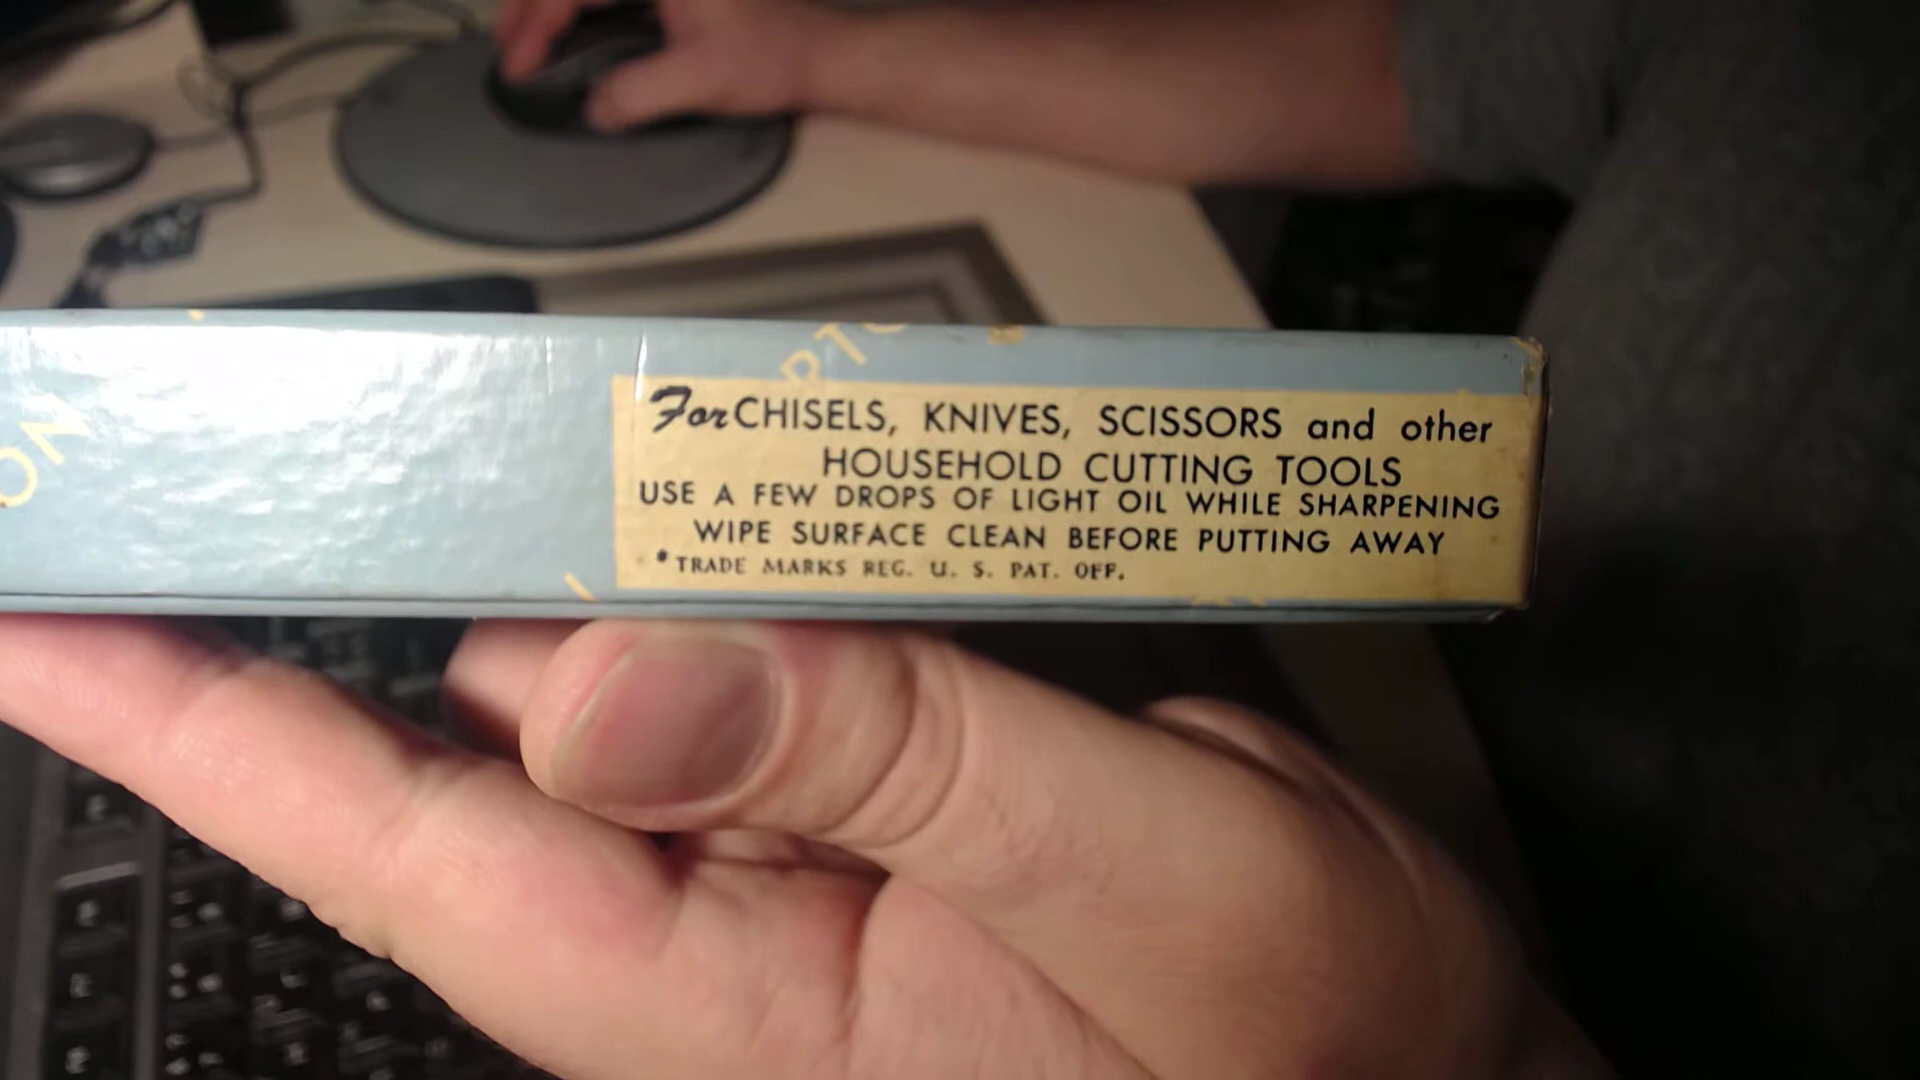 For CHISELS, KNIVES, SCISSORS and other
HOUSEHOLD CUTTING TOOLS
USE A FEW DROPS OF LIGHT OIL WHILE SHARPENING
WIPE SURFACE CLEAN BEFORE PUTTING AWAY
*TRADE MARKS REG. U. S. PAT. OFF.